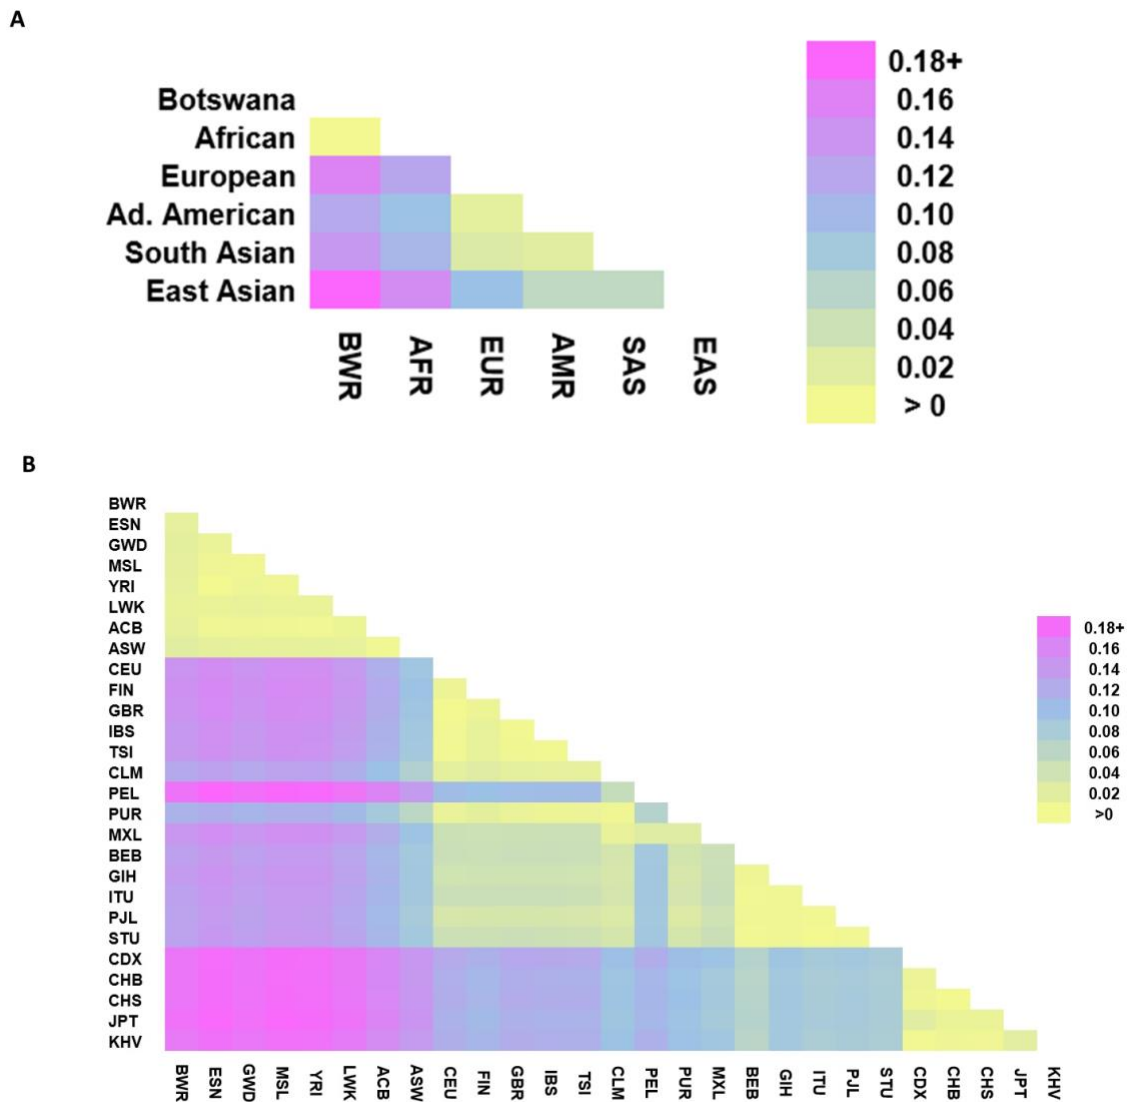 A
Botswana
African
European
Ad. American
South Asian
East Asian
BWR
AFR
EUR
AMR
SAS
EAS
0.18+
0.16
0.14
0.12
0.10
0.08
0.06
0.04
0.02
> 0
B
BWR
ESN
GWD
MSL
YRI
LWK
ACB
ASW
CEU
FIN
GBR
IBS
TSI
CLM
PEL
PUR
MXL
BEB
GIH
ITU
PJL
STU
CDX
CHB
CHS
JPT
KHV
BWR
ESN
GWD
MSL
YRI
LWK
ACB
ASW
CEU
FIN
GBR
IBS
TSI
CLM
PEL
PUR
MXL
BEB
GIH
ITU
PJL
STU
CDX
CHB
CHS
JPT
KHV
0.18+
0.16
0.14
0.12
0.10
0.08
0.06
0.04
0.02
>0